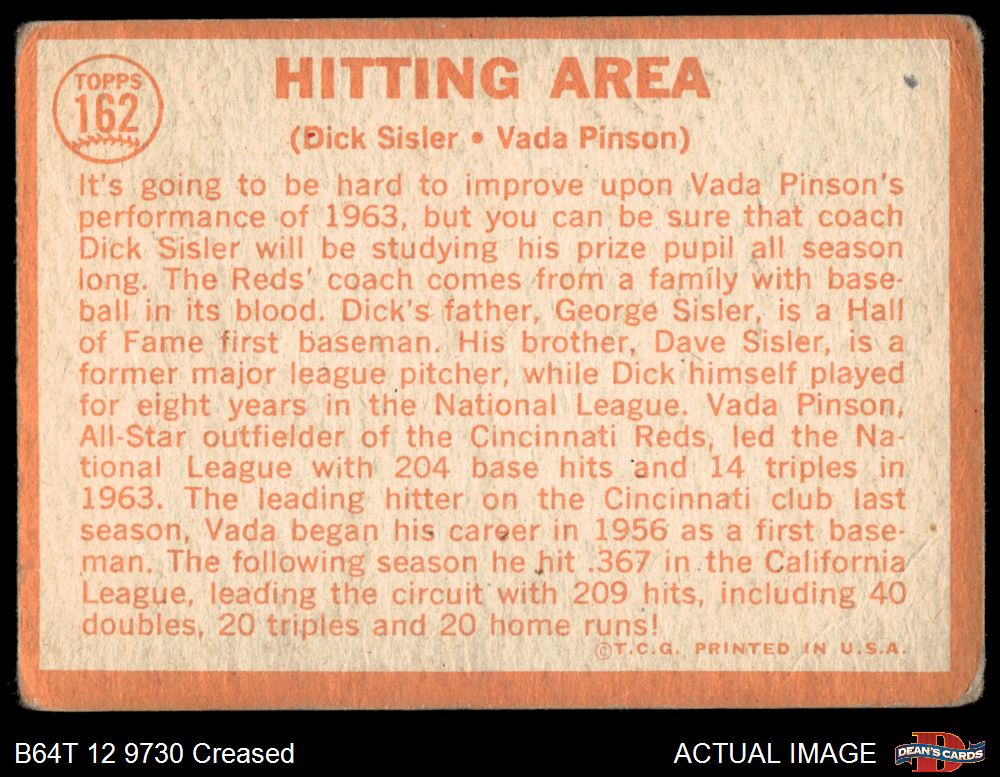 TOPPS
162
HITTING AREA
(Dick Sisler • Vada Pinson)
It's going to be hard to improve upon Vada Pinson's
performance of 1963, but you can be sure that coach
Dick Sisler will be studying his prize pupil all season
long. The Reds' coach comes from a family with base-
ball in its blood. Dick's father, George Sisler, is a Hall
of Fame first baseman. His brother, Dave Sisler, is a
former major league pitcher, while Dick himself played
for eight years in the National League. Vada Pinson,
All-Star outfielder of the Cincinnati Reds, led the Na-
tional League with 204 base hits and 14 triples in
1963. The leading hitter on the Cincinnati club last
season, Vada began his career in 1956 as a first base-
man. The following season he hit .367 in the California
League, leading the circuit with 209 hits, including 40
doubles, 20 triples and 20 home runs!
©T.C.G. PRINTED IN U.S.A.
B64T 12 9730 Creased
ACTUAL IMAGE
D
DEAN'S CARDS